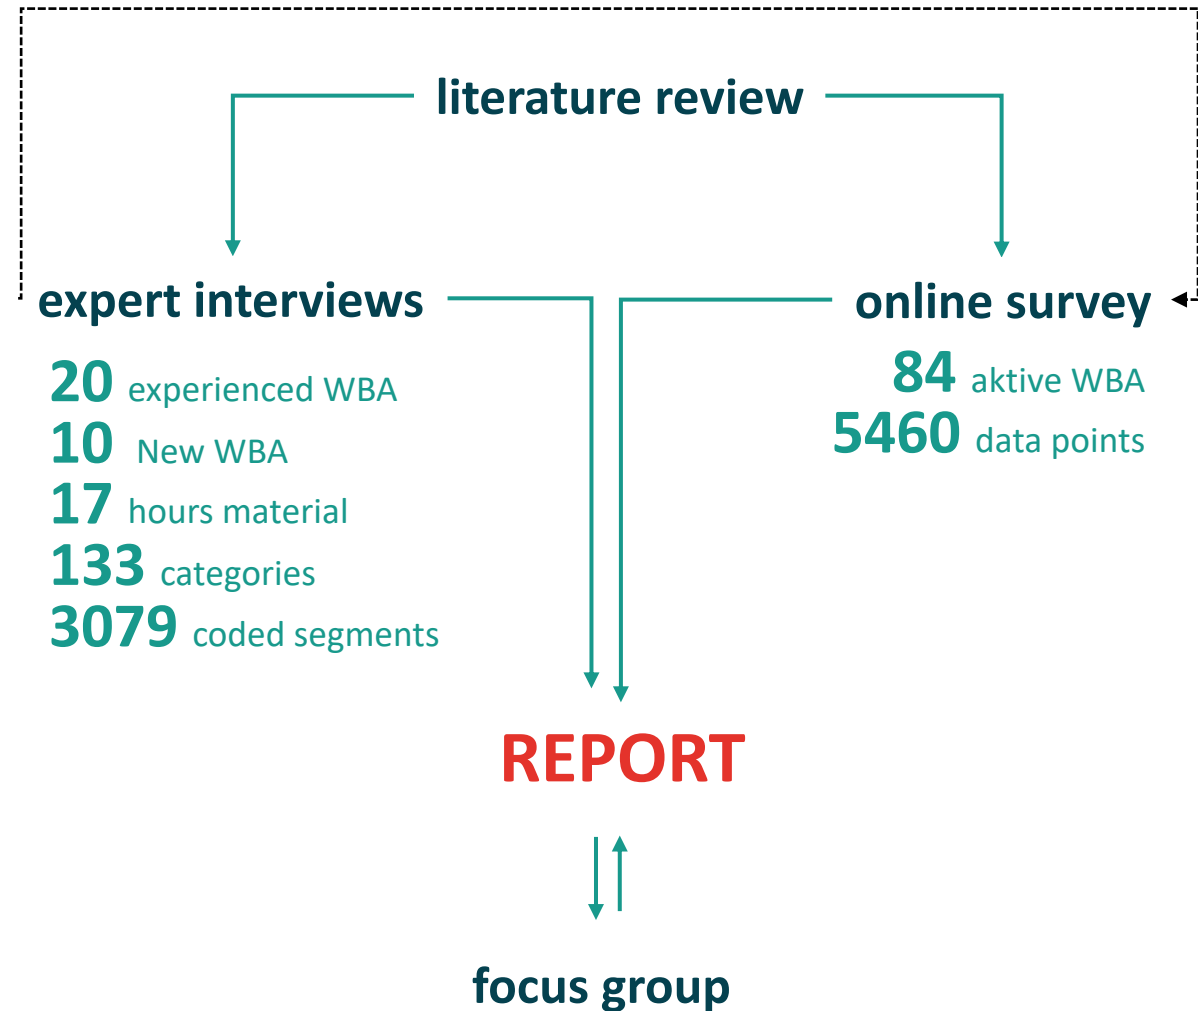 literature review
expert interviews
20 experienced WBA
10 New WBA
17 hours material
133 categories
3079 coded segments
online survey
84 aktive WBA
5460 data points
REPORT
focus group